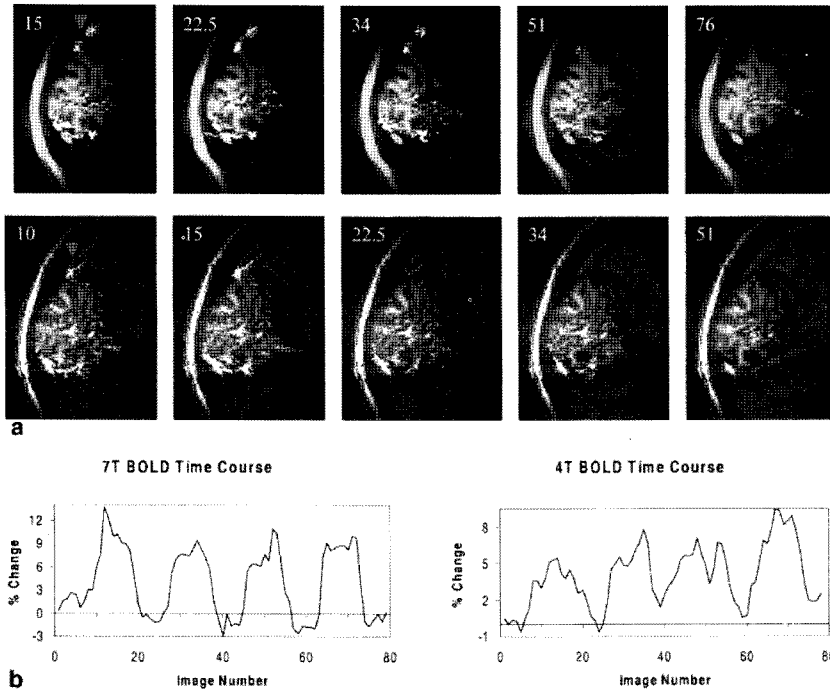 15 22.5 34 51 76
10 15 22.5 34 51
a
7T BOLD Time Course
% Change
12
9
6
3
0
-3
0 20 40 60 80
Image Number
4T BOLD Time Course
% Change
8
5
2
-1
0 20 40 60 80
Image Number
b